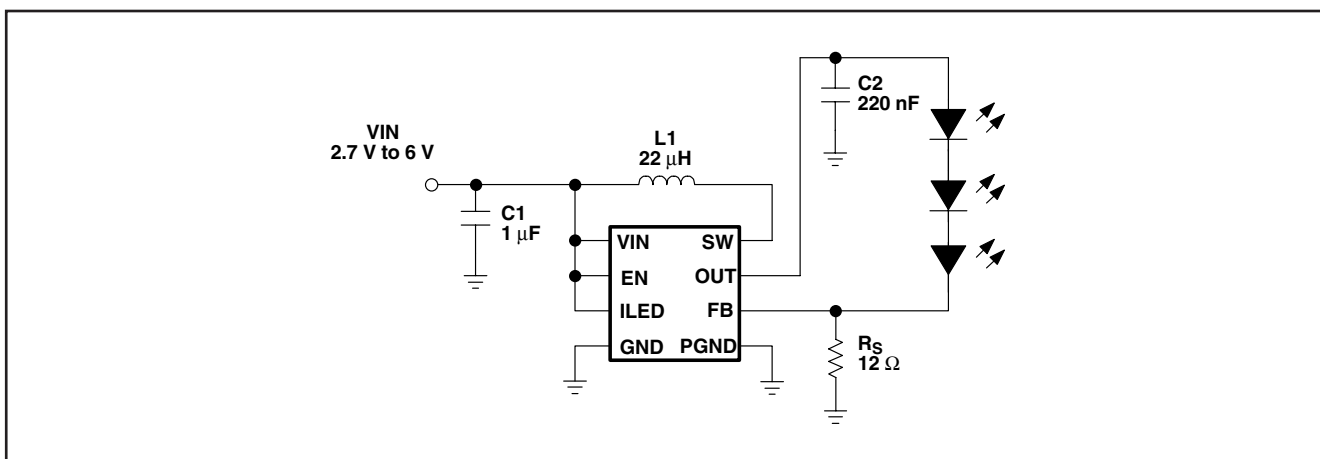 VIN
2.7 V to 6 V
C1
1 μF
L1
22 μH
C2
220 nF
VIN
SW
EN
OUT
ILED
FB
GND
PGND
RS
12 Ω